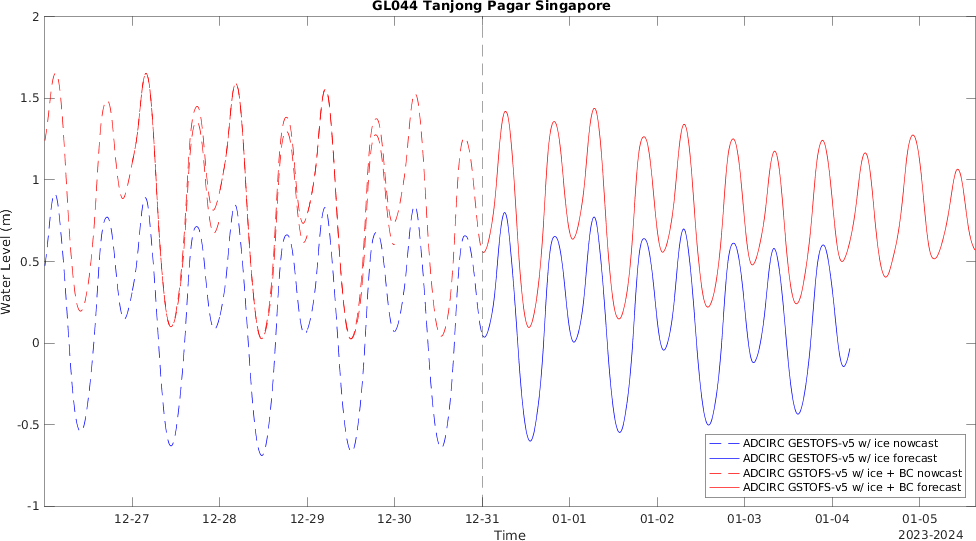 GL044 Tanjong Pagar Singapore
2
1.5
1
0.5
0
-0.5
-1
Water Level (m)
12-27 12-28 12-29 12-30 12-31 01-01 01-02 01-03 01-04 01-05
Time
2023-2024
ADCIRC GESTOFS-v5 w/ ice nowcast
ADCIRC GESTOFS-v5 w/ ice forecast
ADCIRC GSTOFS-v5 w/ ice + BC nowcast
ADCIRC GSTOFS-v5 w/ ice + BC forecast